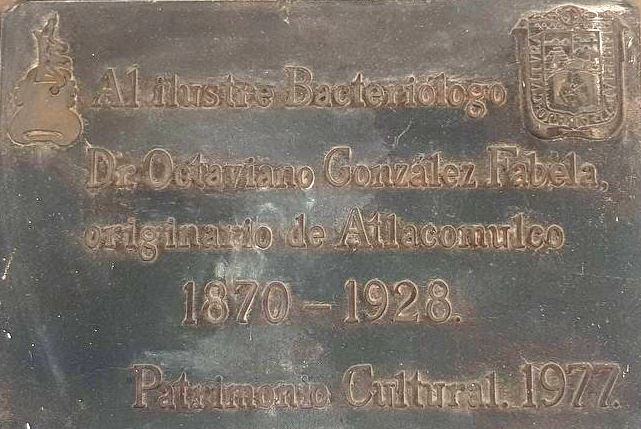 Al ilustre Bacteriólogo
Dr. Octaviano González Fabela,
originario de Atlacomulco
1870 - 1928.
Patrimonio Cultural. 1977.